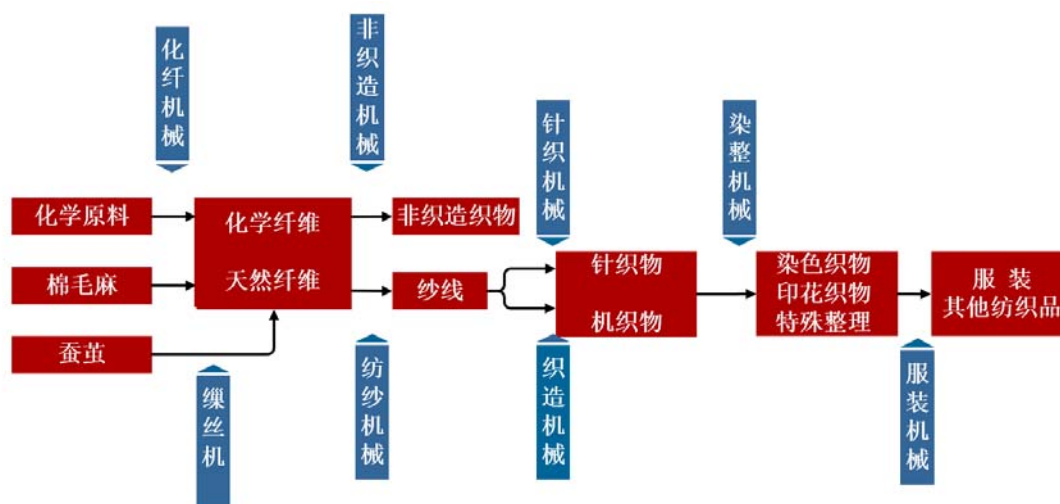 化纤机械
非织造机械
针织机械
染整机械
化学原料
化学纤维
天然纤维
非织造织物
棉毛麻
纱线
针织物
机织物
染色织物
印花织物
特殊整理
服 装
其他纺织品
蚕茧
缫丝机
纺纱机械
织造机械
服装机械